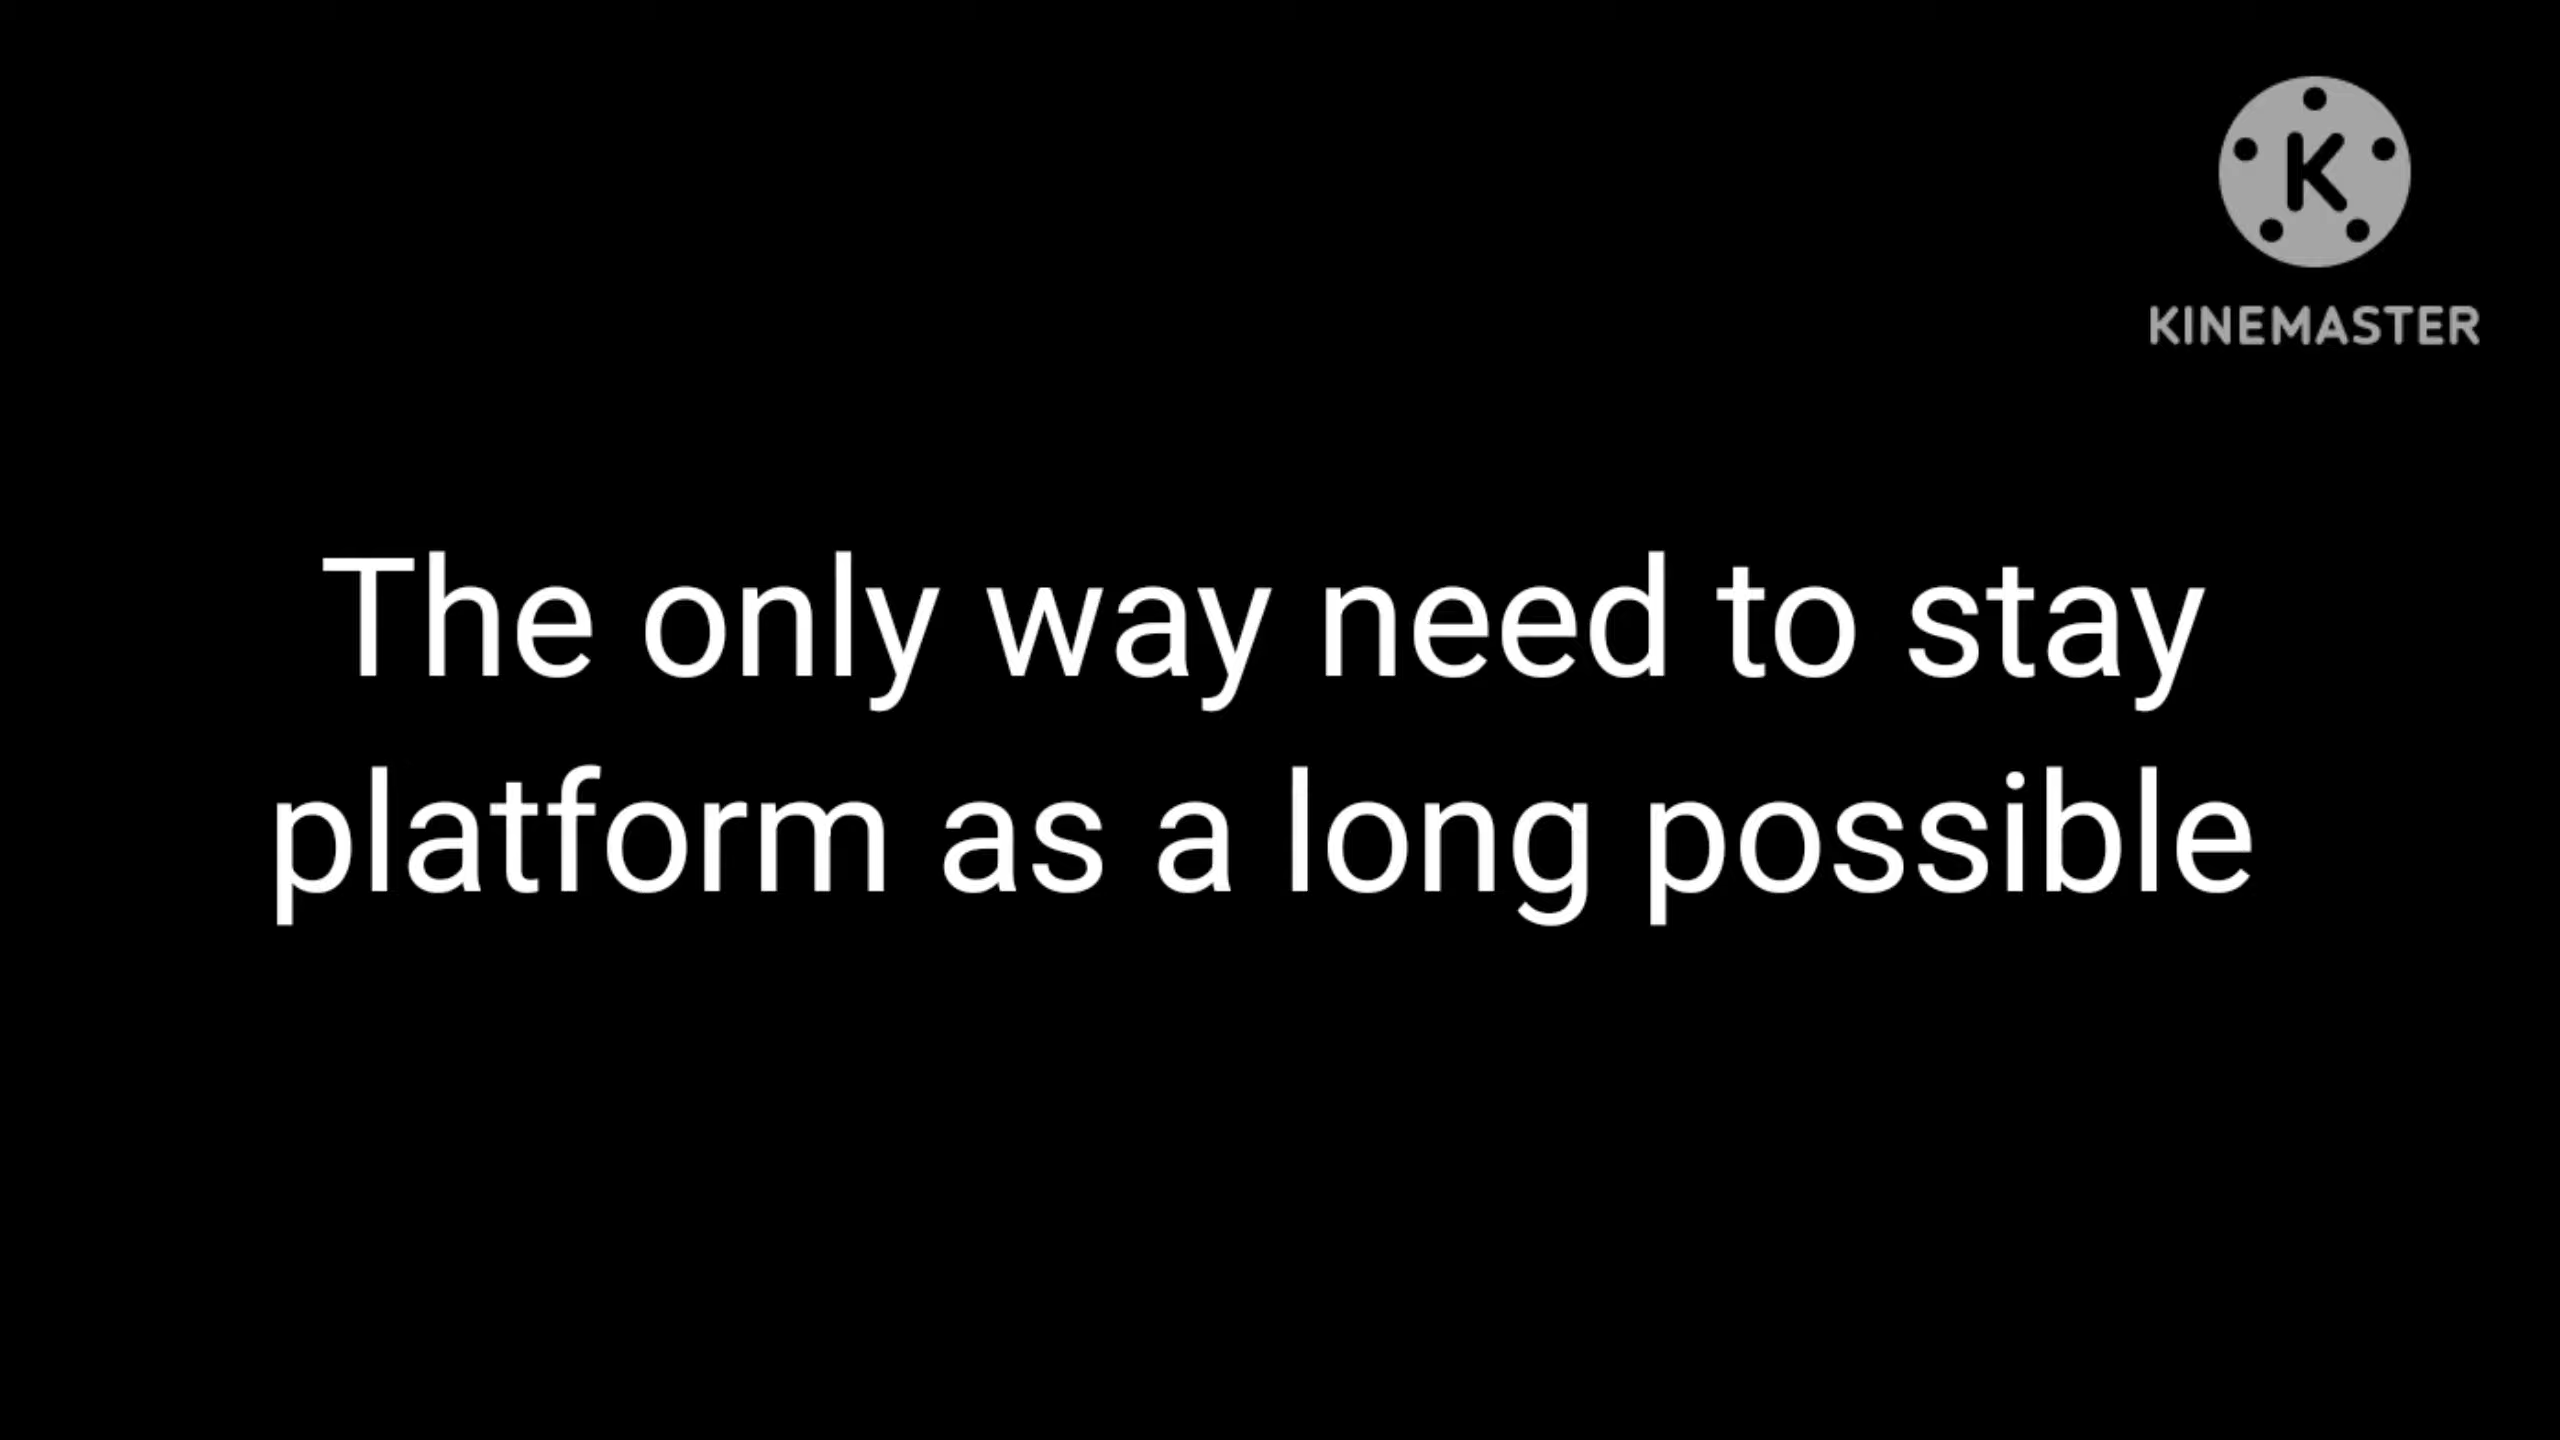 K
KINEMASTER
The only way need to stay
platform as a long possible